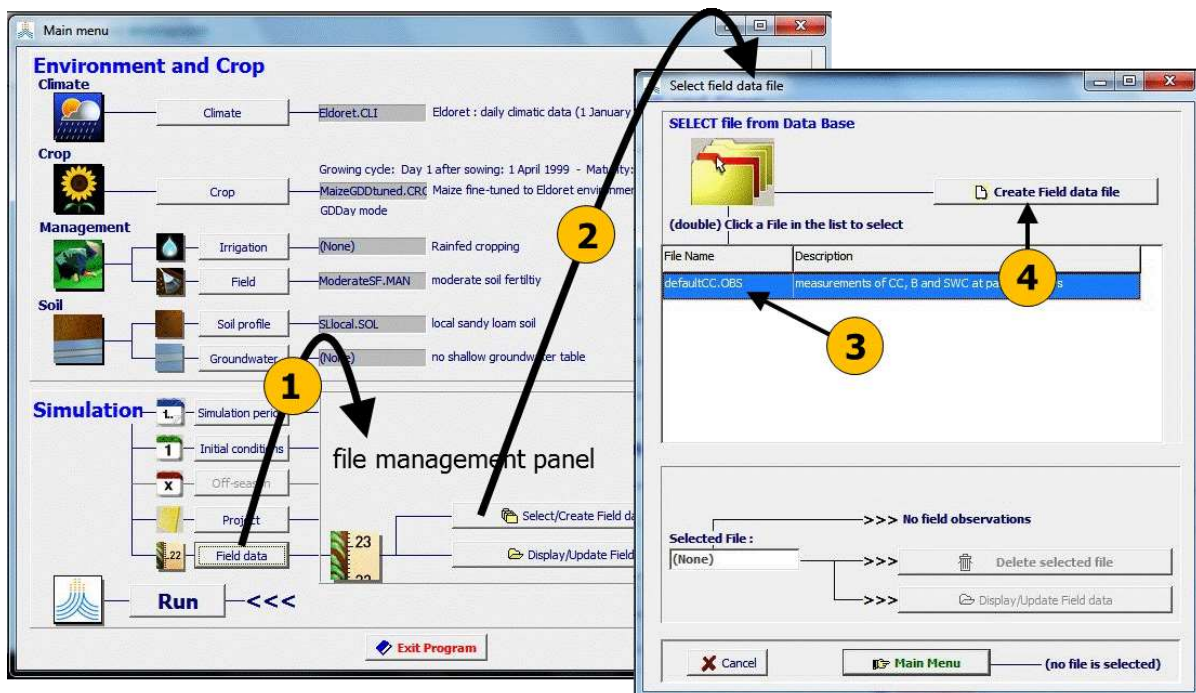 Main menu
Environment and Crop
Climate
Climate
Eldoret.CLI
Eldoret : daily climatic data (1 January
Crop
Growing cycle: Day 1 after sowing: 1 April 1999 - Maturity:
Crop
MaizeGDDtuned.CRO
Maize fine-tuned to Eldoret
GDDay mode
Management
Irrigation
(None)
Rainfed cropping
Field
ModerateSF.MAN
moderate soil fertiltiy
Soil
Soil profile
SLlocal.SOL
local sandy loam soil
Groundwater
(None)
no shallow groundwater table
1
2
Simulation
1..
Simulation period
1
Initial conditions
X
Off-season
Project
.22
Field data
file management panel
23
Select/Create Field da
Display/Update Field
Run
<<<
Exit Program
Select field data file
SELECT file from Data Base
Create Field data file
(double) Click a File in the list to select
File Name
Description
defaultCC.OBS
measurements of CC, B and SWC at
3
4
>>> No field observations
Selected File :
(None)
>>>
Delete selected file
>>>
Display/Update Field data
Cancel
Main Menu
(no file is selected)